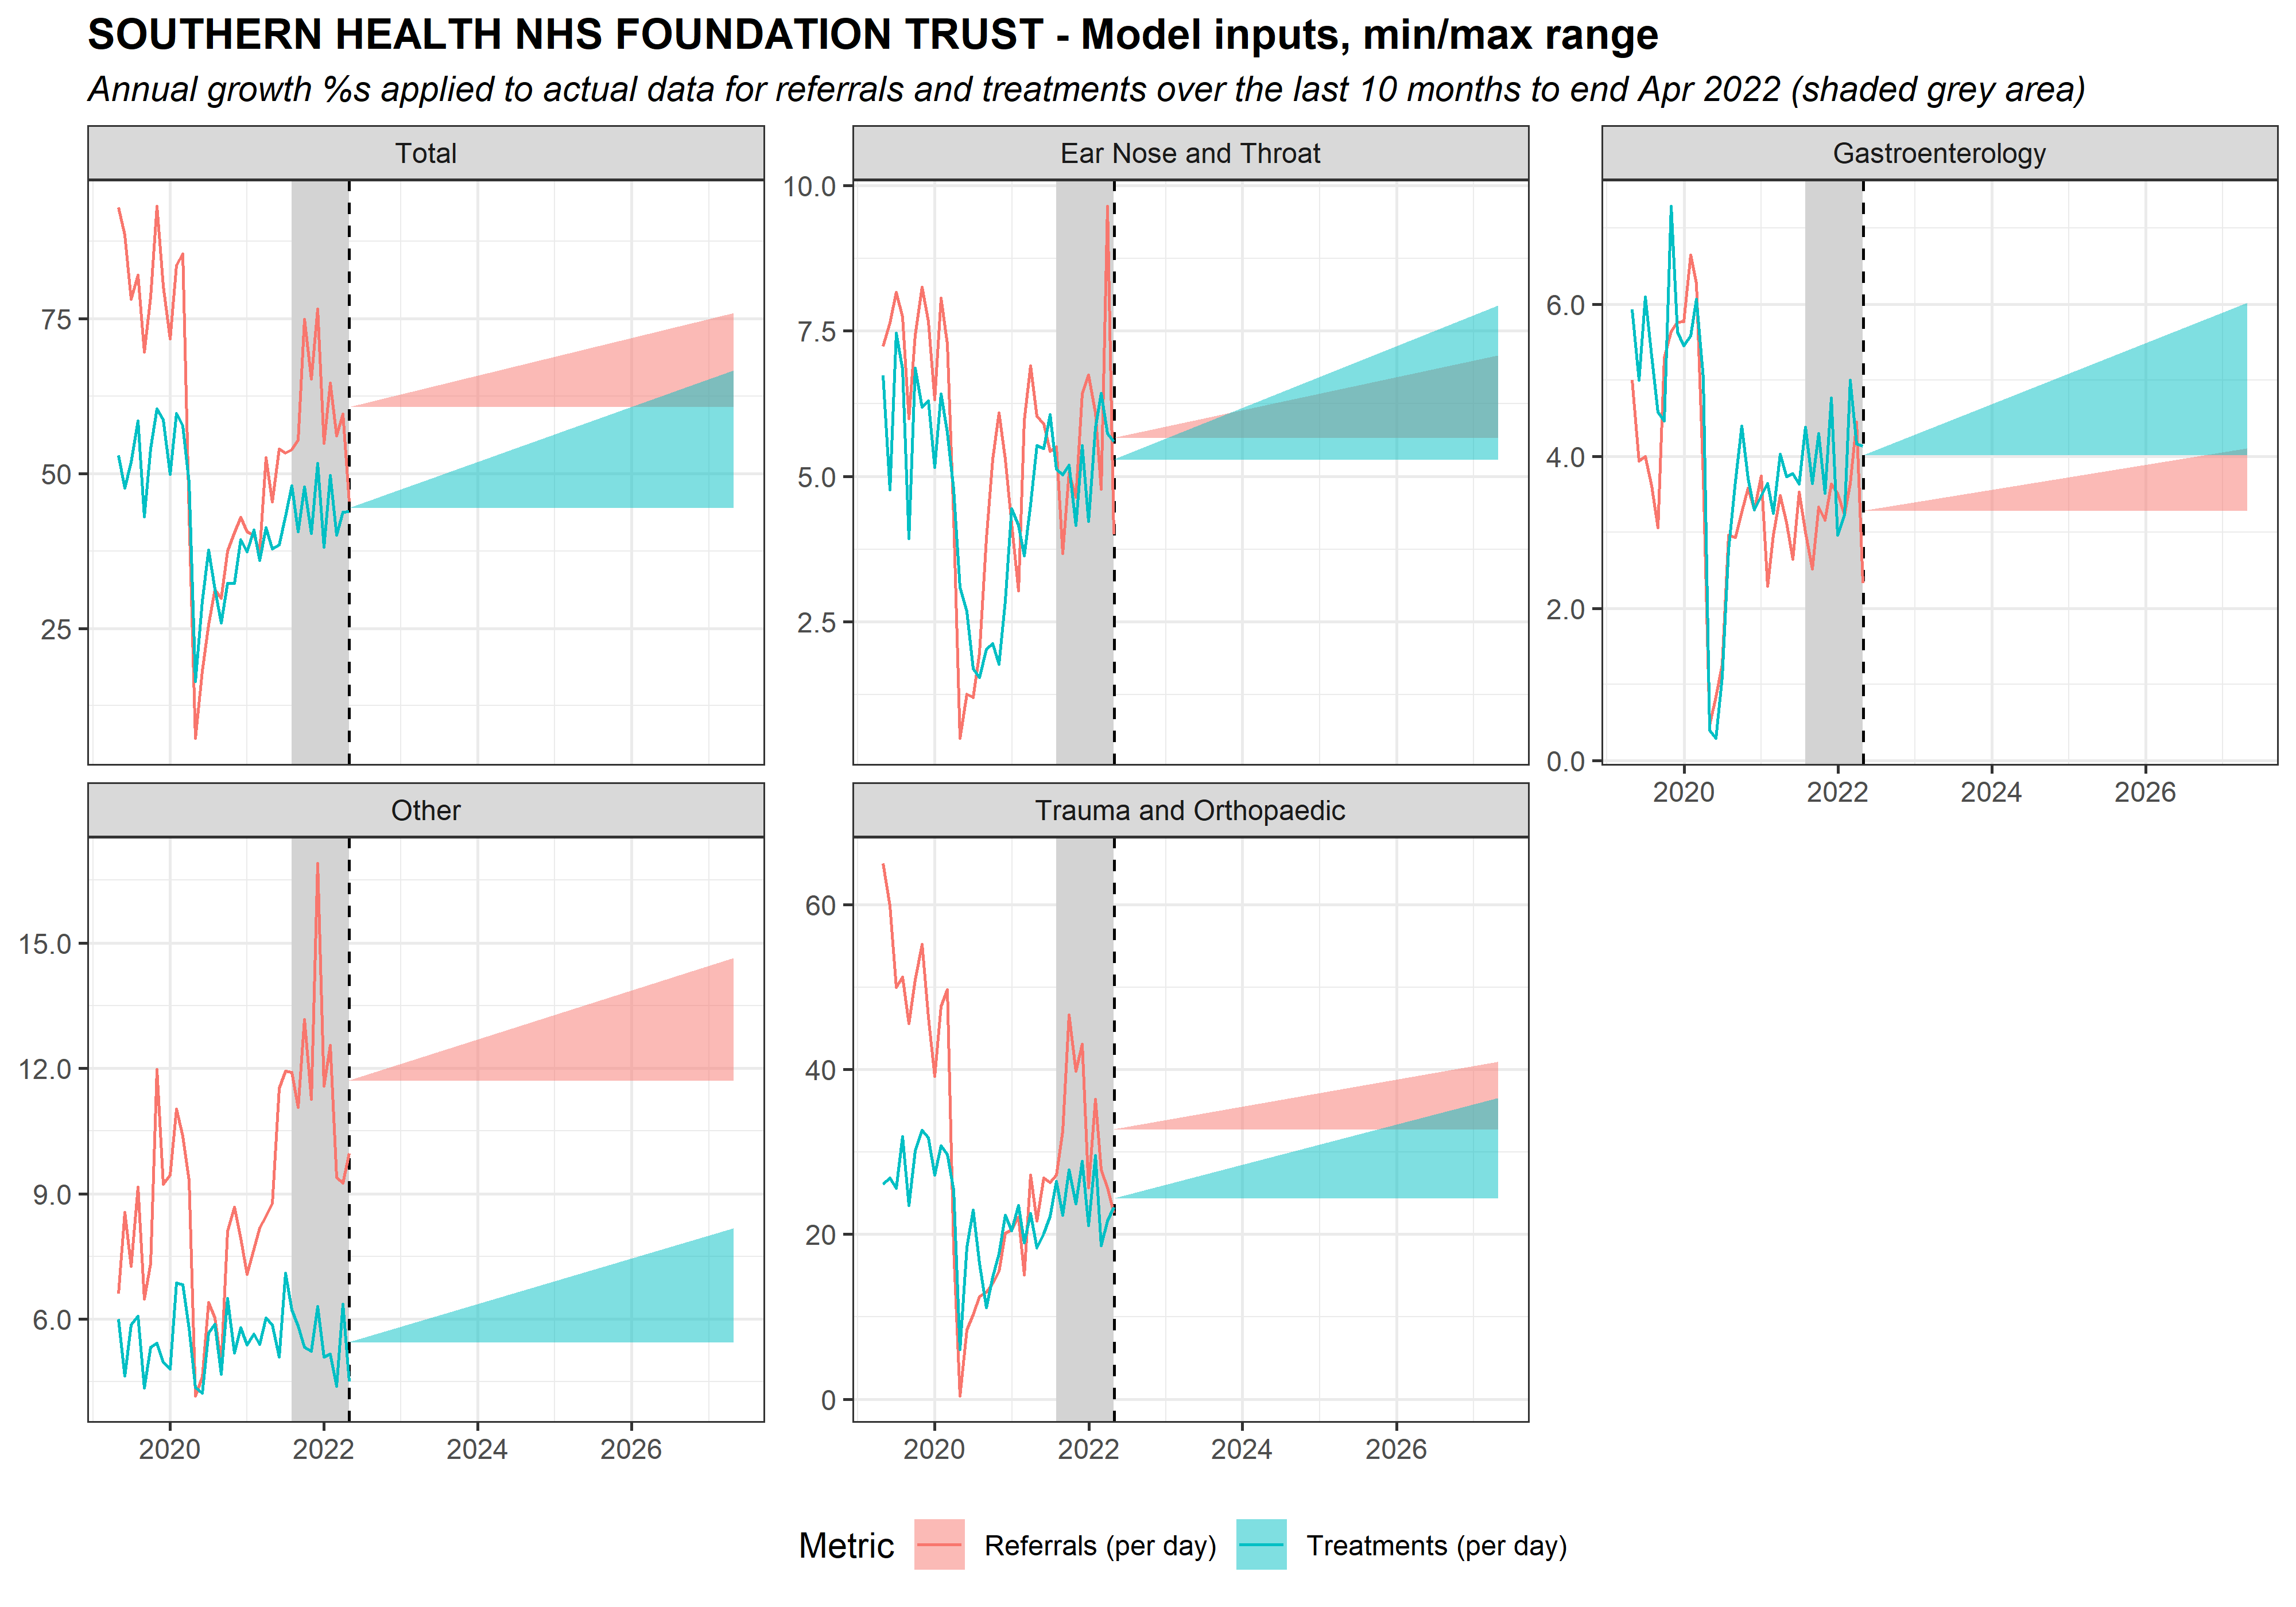 SOUTHERN HEALTH NHS FOUNDATION TRUST - Model inputs, min/max range
Annual growth %s applied to actual data for referrals and treatments over the last 10 months to end Apr 2022 (shaded grey area)
Total
75
50
25
Ear Nose and Throat
10.0
7.5
5.0
2.5
Gastroenterology
6.0
4.0
2.0
0.0
2020 2022 2024 2026
Other
15.0
12.0
9.0
6.0
2020 2022 2024 2026
Trauma and Orthopaedic
60
40
20
0
2020 2022 2024 2026
Metric Referrals (per day) Treatments (per day)